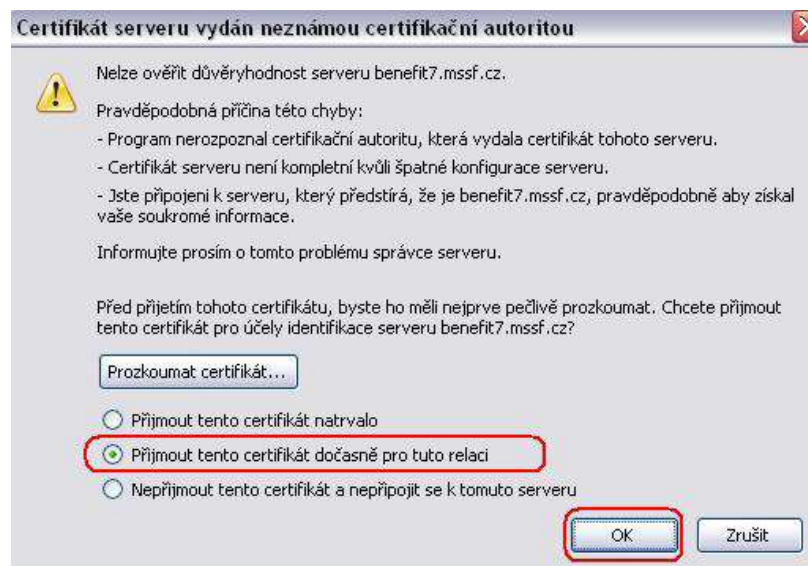 Certifikát serveru vydán neznámou certifikační autoritou
Nelze ověřit důvěryhodnost serveru benefit7.mssf.cz.
Pravděpodobná příčina této chyby:
- Program nerozpoznal certifikační autoritu, která vydala certifikát tohoto serveru.
- Certifikát serveru není kompletní kvůli špatné konfigurace serveru.
- Jste připojeni k serveru, který předstírá, že je benefit7.mssf.cz, pravděpodobně aby získal
vaše soukromé informace.
Informujte prosím o tomto problému správce serveru.
Před přijetím tohoto certifikátu, byste ho měli nejprve pečlivě prozkoumat. Chcete přijmout
tento certifikát pro účely identifikace serveru benefit7.mssf.cz?
Prozkoumat certifikát...
Přijmout tento certifikát natrvalo
Přijmout tento certifikát dočasně pro tuto relaci
Nepřijmout tento certifikát a nepřipojit se k tomuto serveru
OK Zrušit